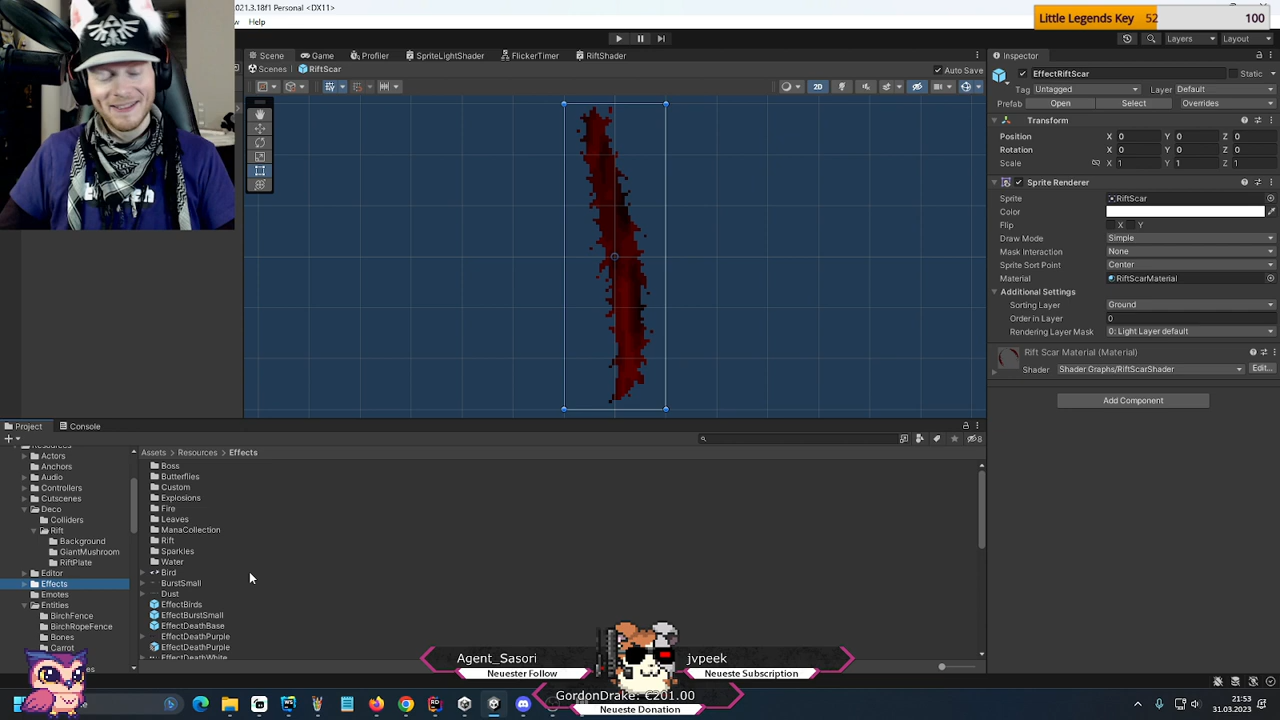 021.3.18f1 Personal <DX11>
Little Legends Key 52 100
Help
Layers
Layout
Scene Game Profiler SpriteLightShader FlickerTimer RiftShader
Inspector
Scenes RiftScar
Auto Save
2D
EffectRiftScar Static
Tag Untagged Layer Default
Prefab Open Select Overrides
Transform
Position X 0 Y 0 Z 0
Rotation X 0 Y 0 Z 0
Scale X 1 Y 1 Z 1
Sprite Renderer
Sprite RiftScar
Color
Flip X Y
Draw Mode Simple
Mask Interaction None
Sprite Sort Point Center
Material RiftScarMaterial
Additional Settings
Sorting Layer Ground
Order in Layer 0
Rendering Layer Mask 0: Light Layer default
Rift Scar Material (Material)
Shader Shader Graphs/RiftScarShader Edit...
Add Component
Project Console
8
Assets > Resources > Effects
Resources
Actors
Anchors
Audio
Controllers
Cutscenes
Deco
Colliders
Rift
Background
GiantMushroom
RiftPlate
Editor
Effects
Emotes
Entities
BirchFence
BirchRopeFence
Bones
Carrot
Boss
Butterflies
Custom
Explosions
Fire
Leaves
ManaCollection
Rift
Sparkles
Water
Bird
BurstSmall
Dust
EffectBirds
EffectBurstSmall
EffectDeathBase
EffectDeathPurple
EffectDeathPurple
EffectDeathWhite
Agent_Sasori
Neuester Follow
jvpeek
Neueste Subscription
GordonDrake: €201.00
Neueste Donation
21:53
31.03.2023